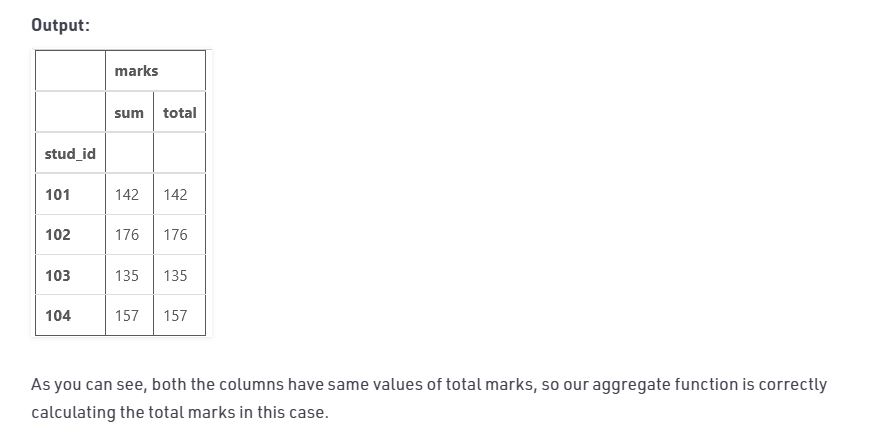 Output:
marks
sum total
stud_id
101 142 142
102 176 176
103 135 135
104 157 157
As you can see, both the columns have same values of total marks, so our aggregate function is correctly
calculating the total marks in this case.